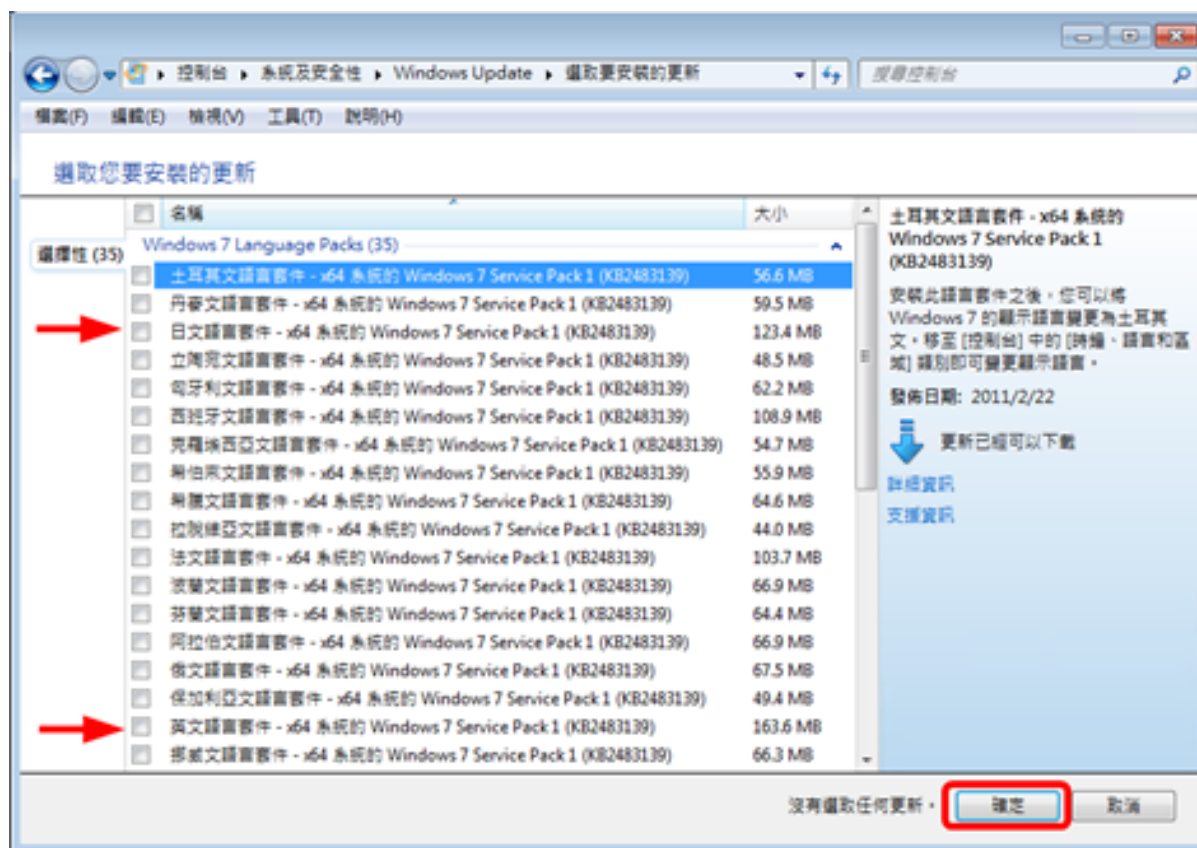 控制台 ▸ 系統及安全性 ▸ Windows Update ▸ 選取要安裝的更新
搜尋控制台
檔案(F) 編輯(E) 檢視(V) 工具(T) 說明(H)
選取您要安裝的更新
選擇性 (35)
名稱 大小
Windows 7 Language Packs (35)
土耳其文語言套件 - x64 系統的 Windows 7 Service Pack 1 (KB2483139) 56.6 MB
丹麥文語言套件 - x64 系統的 Windows 7 Service Pack 1 (KB2483139) 59.5 MB
日文語言套件 - x64 系統的 Windows 7 Service Pack 1 (KB2483139) 123.4 MB
立陶宛文語言套件 - x64 系統的 Windows 7 Service Pack 1 (KB2483139) 48.5 MB
匈牙利文語言套件 - x64 系統的 Windows 7 Service Pack 1 (KB2483139) 62.2 MB
西班牙文語言套件 - x64 系統的 Windows 7 Service Pack 1 (KB2483139) 108.9 MB
克羅埃西亞文語言套件 - x64 系統的 Windows 7 Service Pack 1 (KB2483139) 54.7 MB
希伯來文語言套件 - x64 系統的 Windows 7 Service Pack 1 (KB2483139) 55.9 MB
希臘文語言套件 - x64 系統的 Windows 7 Service Pack 1 (KB2483139) 64.6 MB
拉脫維亞文語言套件 - x64 系統的 Windows 7 Service Pack 1 (KB2483139) 44.0 MB
法文語言套件 - x64 系統的 Windows 7 Service Pack 1 (KB2483139) 103.7 MB
波蘭文語言套件 - x64 系統的 Windows 7 Service Pack 1 (KB2483139) 66.9 MB
芬蘭文語言套件 - x64 系統的 Windows 7 Service Pack 1 (KB2483139) 64.4 MB
阿拉伯文語言套件 - x64 系統的 Windows 7 Service Pack 1 (KB2483139) 66.9 MB
俄文語言套件 - x64 系統的 Windows 7 Service Pack 1 (KB2483139) 67.5 MB
保加利亞文語言套件 - x64 系統的 Windows 7 Service Pack 1 (KB2483139) 49.4 MB
英文語言套件 - x64 系統的 Windows 7 Service Pack 1 (KB2483139) 163.6 MB
挪威文語言套件 - x64 系統的 Windows 7 Service Pack 1 (KB2483139) 66.3 MB
土耳其文語言套件 - x64 系統的
Windows 7 Service Pack 1
(KB2483139)
安裝此語言套件之後，您可以將
Windows 7 的顯示語言變更為土耳其
文。移至 [控制台] 中的 [時鐘、語言和區
域] 類別即可變更顯示語言。
發佈日期: 2011/2/22
更新已經可以下載
詳細資訊
支援資訊
沒有選取任何更新。 確定 取消